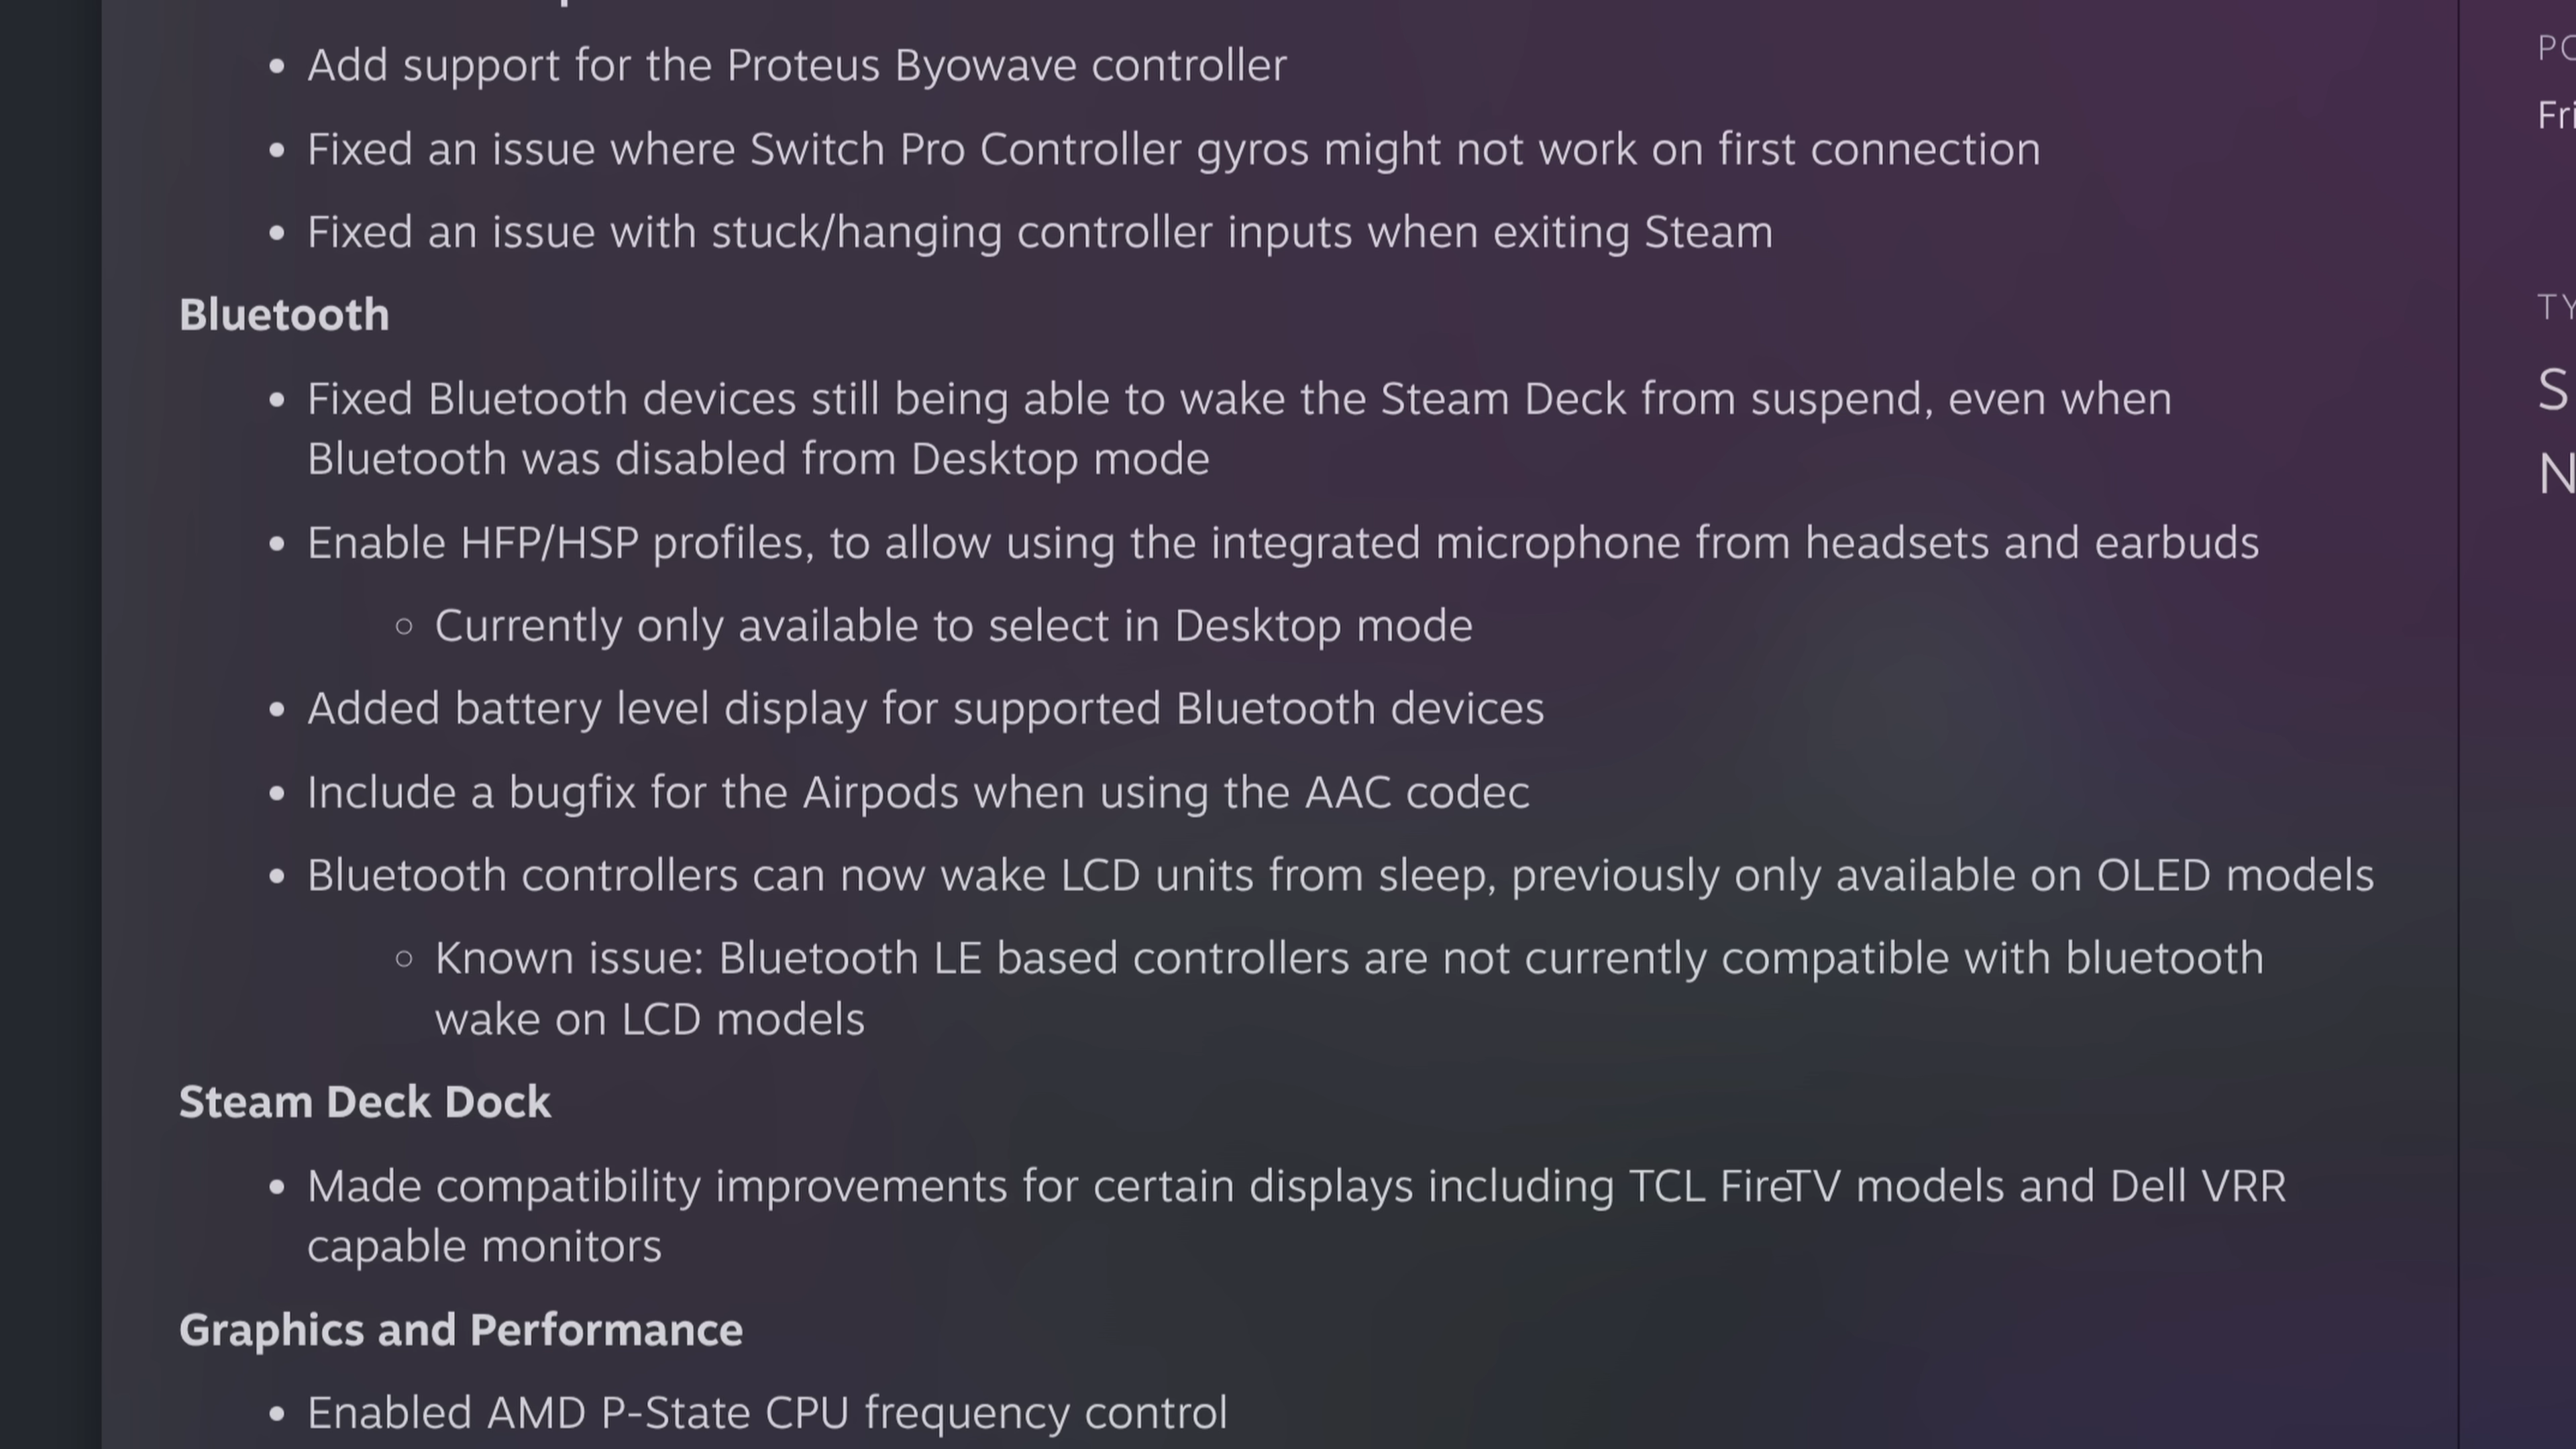 Add support for the Proteus Byowave controller
Fixed an issue where Switch Pro Controller gyros might not work on first connection
Fixed an issue with stuck/hanging controller inputs when exiting Steam
Bluetooth
Fixed Bluetooth devices still being able to wake the Steam Deck from suspend, even when
Bluetooth was disabled from Desktop mode
Enable HFP/HSP profiles, to allow using the integrated microphone from headsets and earbuds
Currently only available to select in Desktop mode
Added battery level display for supported Bluetooth devices
Include a bugfix for the Airpods when using the AAC codec
Bluetooth controllers can now wake LCD units from sleep, previously only available on OLED models
Known issue: Bluetooth LE based controllers are not currently compatible with bluetooth
wake on LCD models
Steam Deck Dock
Made compatibility improvements for certain displays including TCL FireTV models and Dell VRR
capable monitors
Graphics and Performance
Enabled AMD P-State CPU frequency control